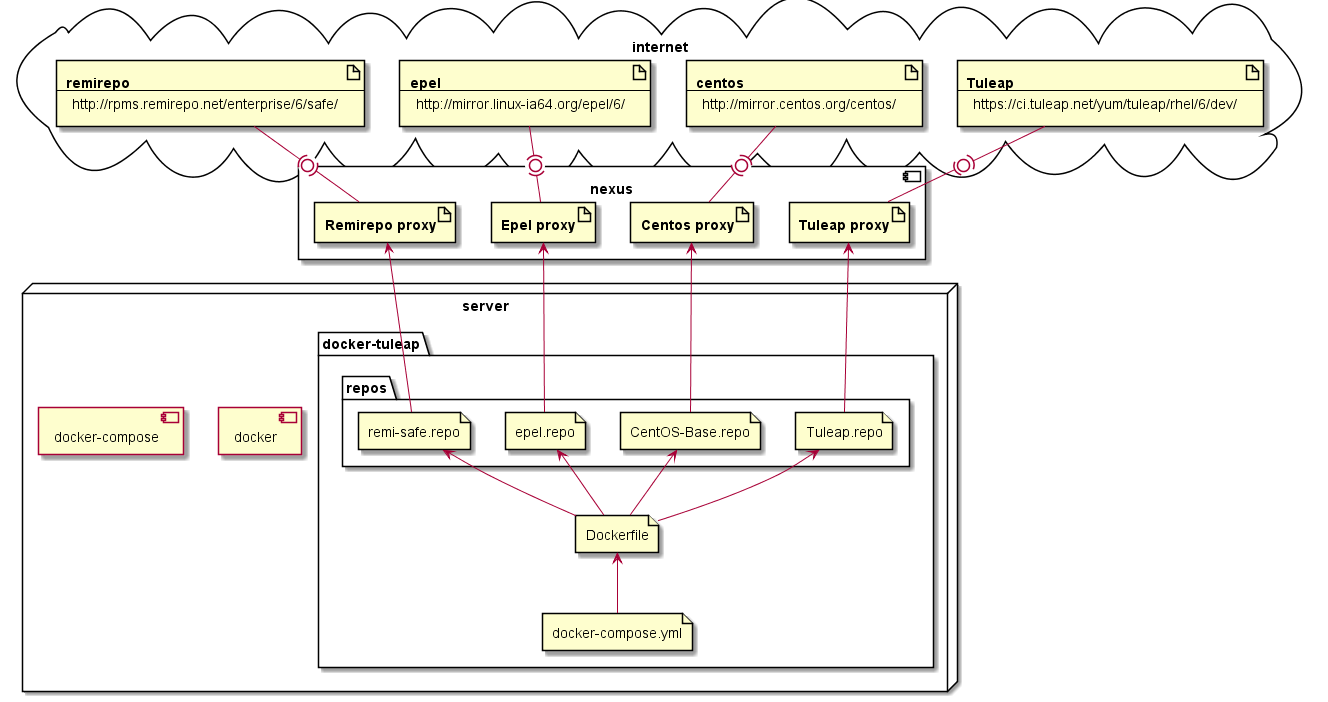 internet
remirepo
http://rpms.remirepo.net/enterprise/6/safe/
epel
http://mirror.linux-ia64.org/epel/6/
centos
http://mirror.centos.org/centos/
Tuleap
https://ci.tuleap.net/yum/tuleap/rhel/6/dev/
nexus
Remirepo proxy
Epel proxy
Centos proxy
Tuleap proxy
server
docker-tuleap
repos
remi-safe.repo
epel.repo
CentOS-Base.repo
Tuleap.repo
docker-compose
docker
Dockerfile
docker-compose.yml